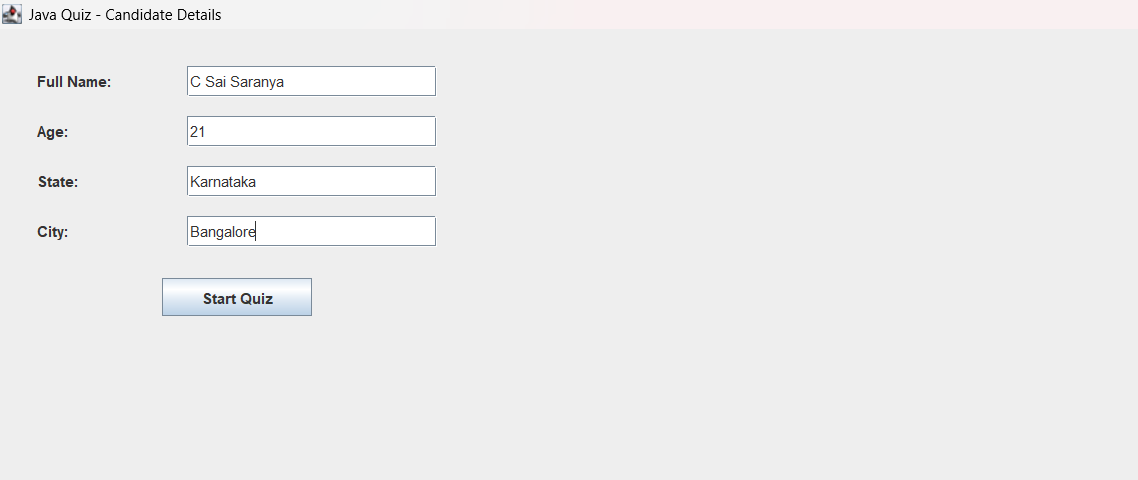 Java Quiz - Candidate Details
Full Name: C Sai Saranya
Age: 21
State: Karnataka
City: Bangalore
Start Quiz